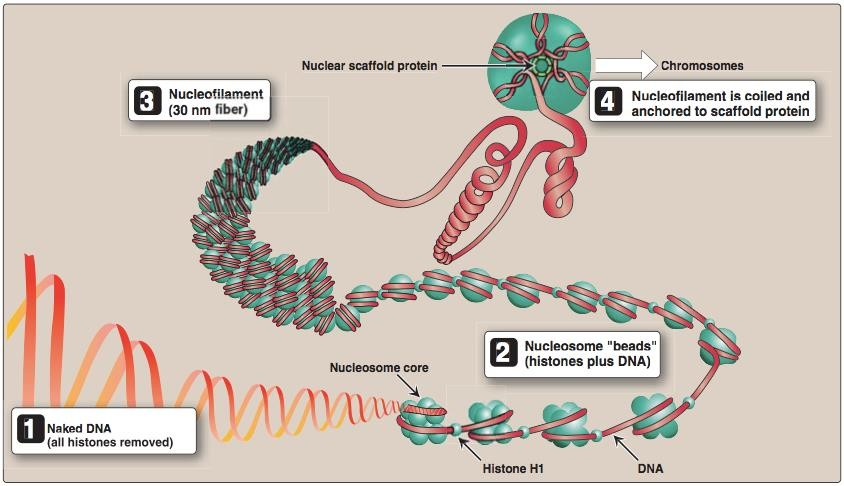 Nuclear scaffold protein
Chromosomes
3
Nucleofilament
(30 nm fiber)
4
Nucleofilament is coiled and
anchored to scaffold protein
2
Nucleosome "beads"
(histones plus DNA)
Nucleosome core
1
Naked DNA
(all histones removed)
Histone H1
DNA